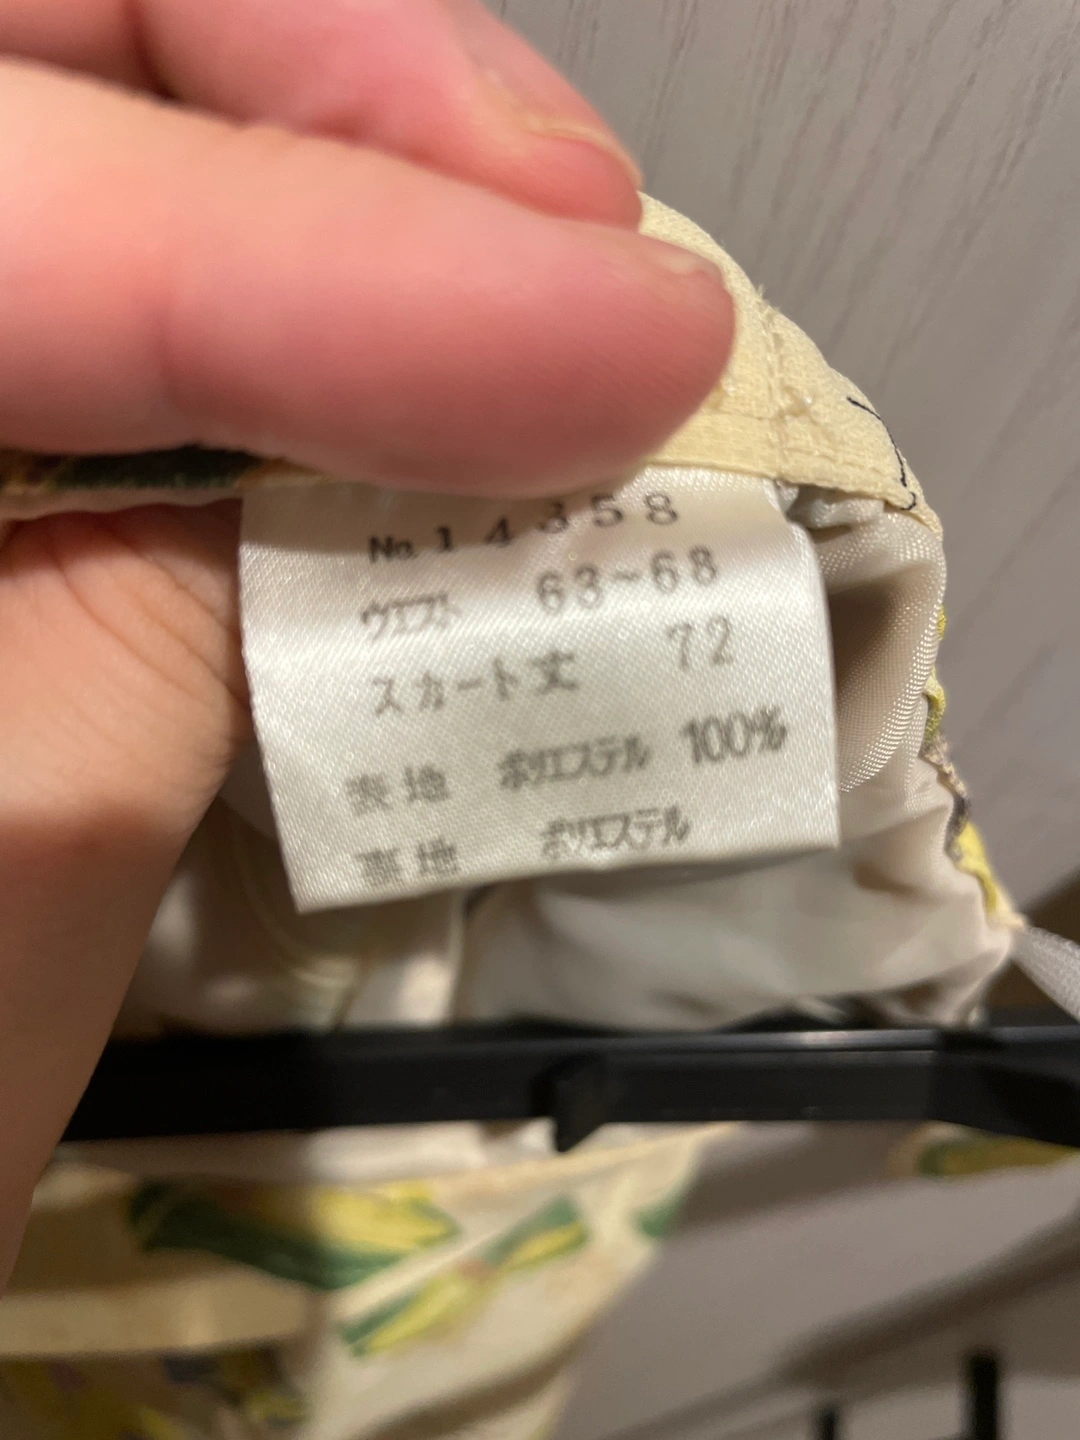 No.14358
ウエスト 63~68
スカート丈 72
表地 ポリエステル 100%
裏地 ポリエステル